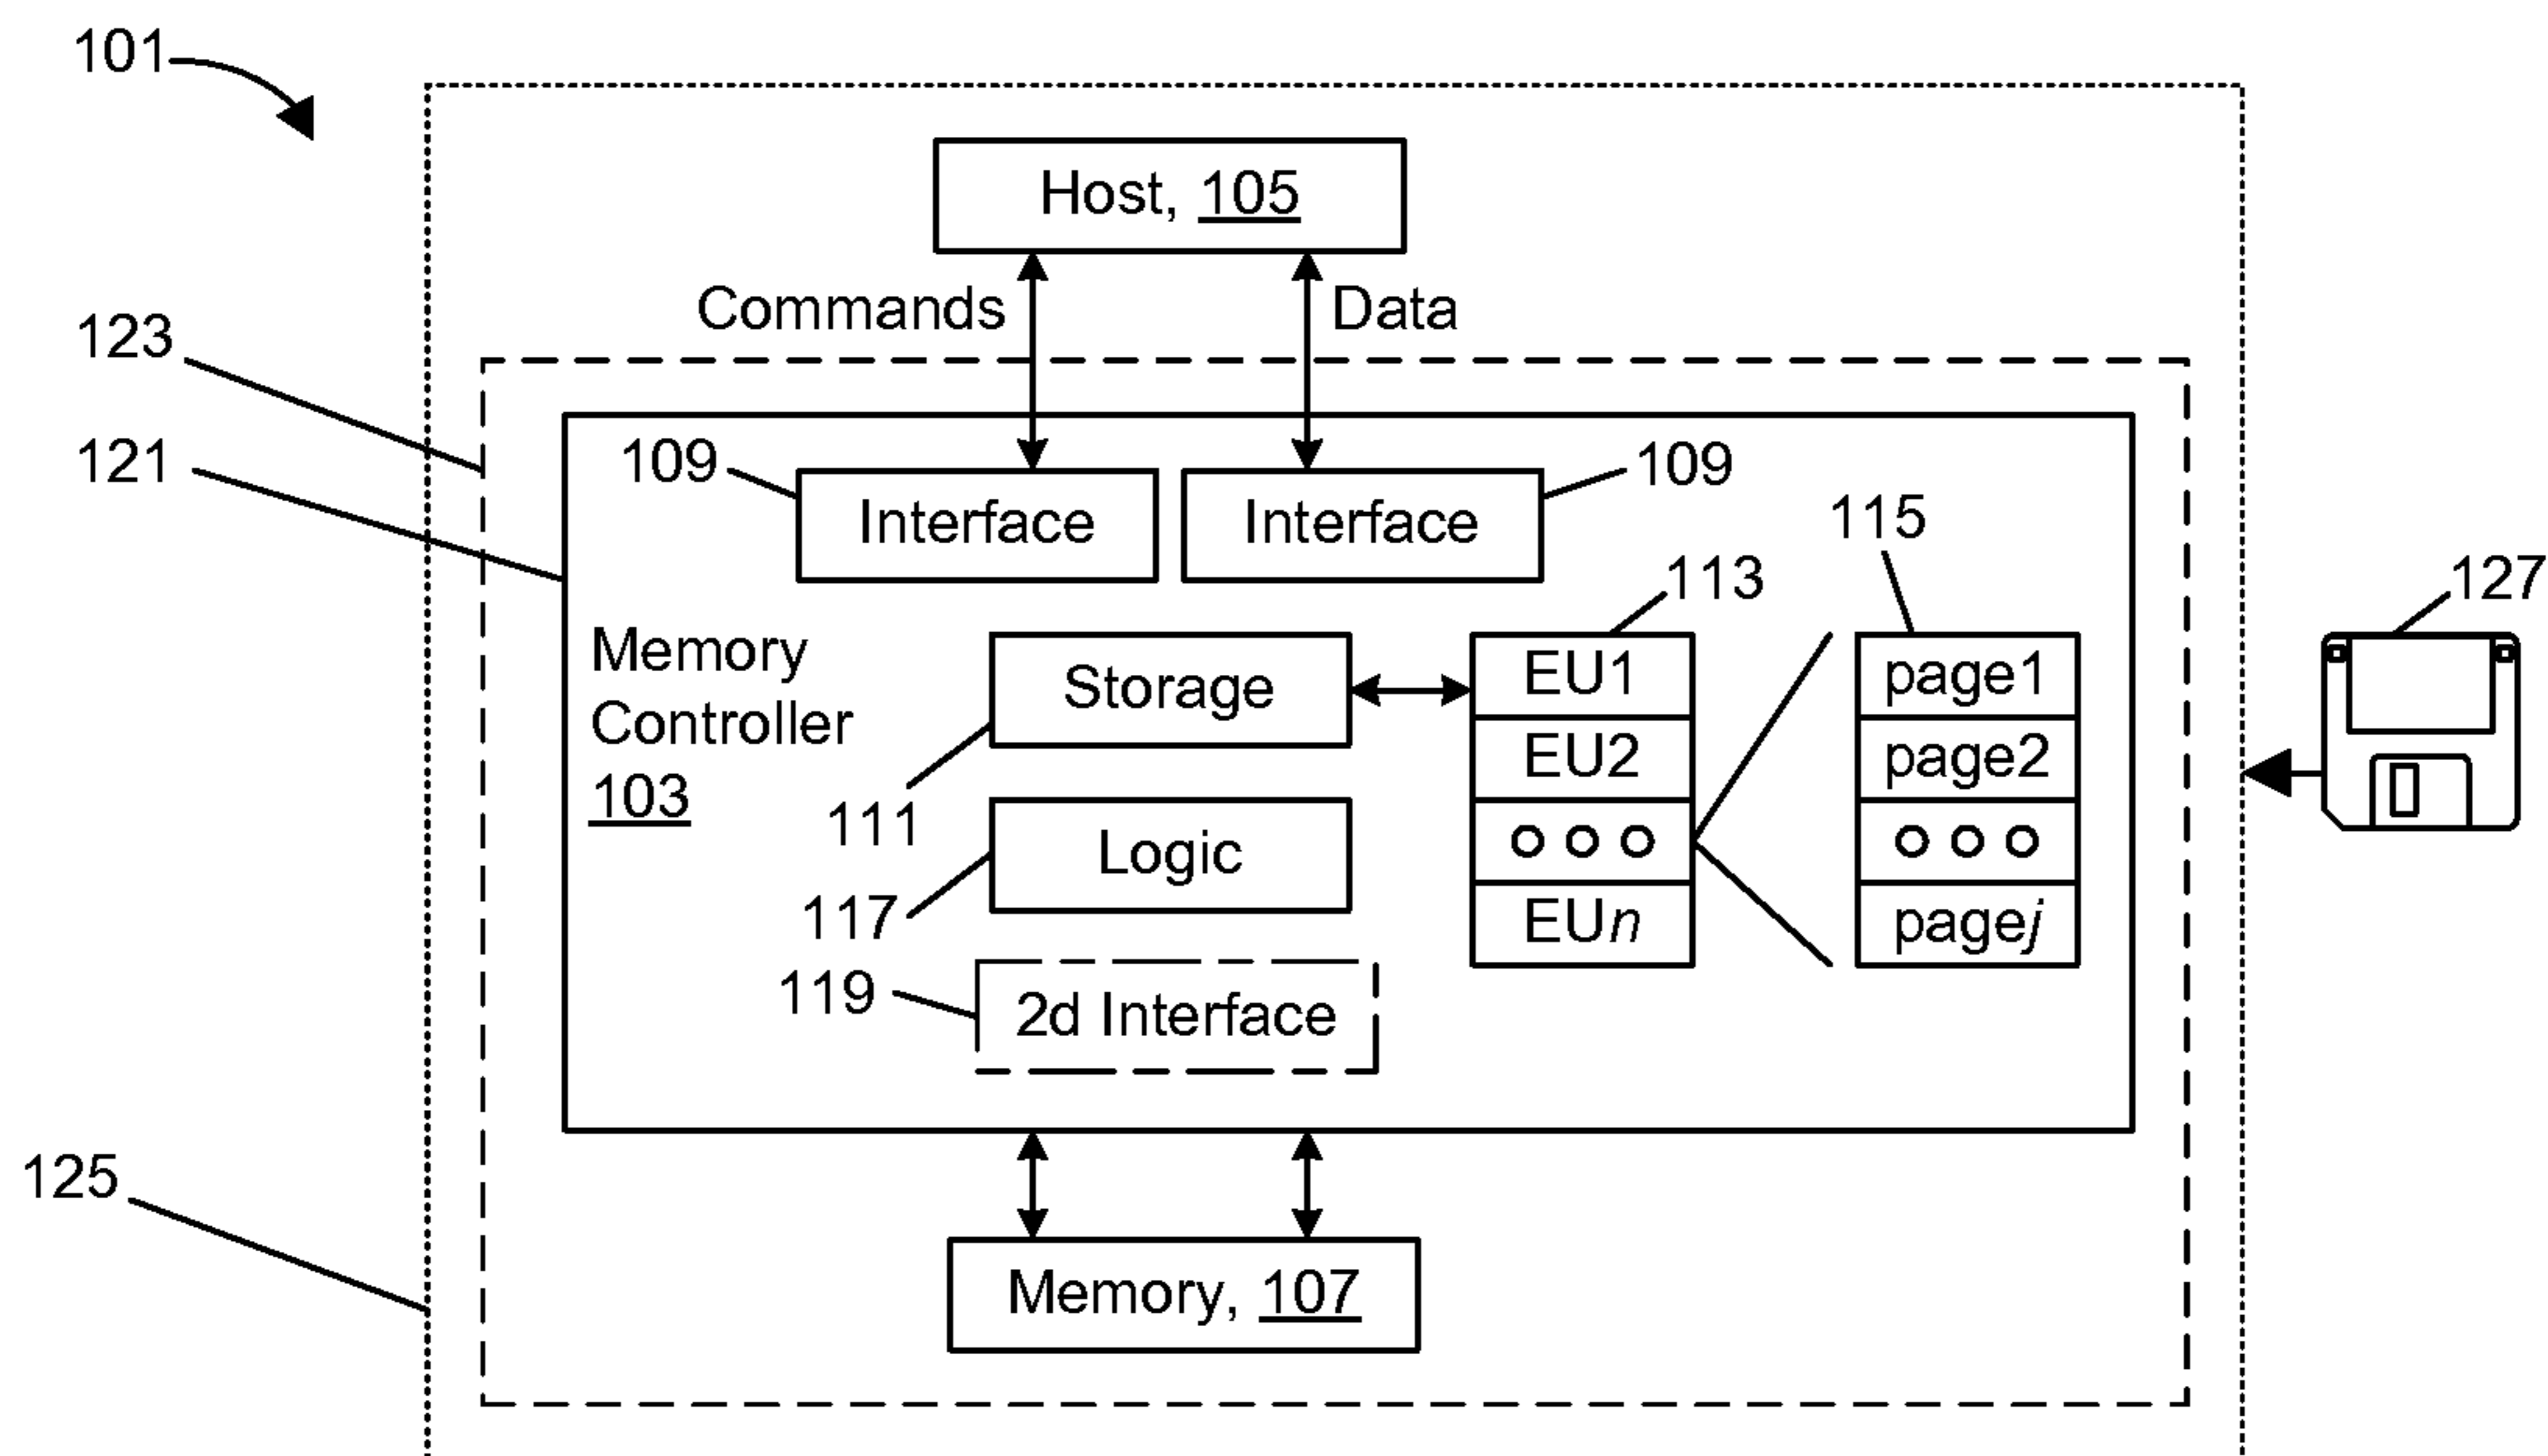 101
Host, 105
Commands
Data
123
121
109
Interface
Interface
109
115
113
127
Memory
Controller
103
Storage
111
EU1
EU2
EUn
page1
page2
pagej
Logic
117
119
2d Interface
125
Memory, 107